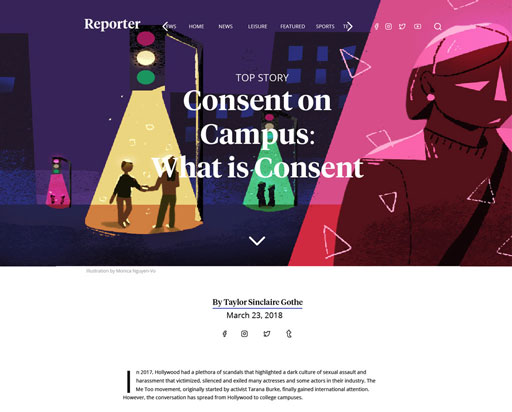 Reporter
EWS HOME NEWS LEISURE FEATURED SPORTS TE
TOP STORY
Consent on
Campus:
What is Consent
Illustration by Monica Nguyen-Vo
By Taylor Sinclaire Gothe
March 23, 2018
In 2017, Hollywood had a plethora of scandals that highlighted a dark culture of sexual assault and
harassment that victimized, silenced and exiled many actresses and some actors in their industry. The
Me Too movement, originally started by activist Tarana Burke, finally gained international attention.
However, the conversation has spread from Hollywood to college campuses.